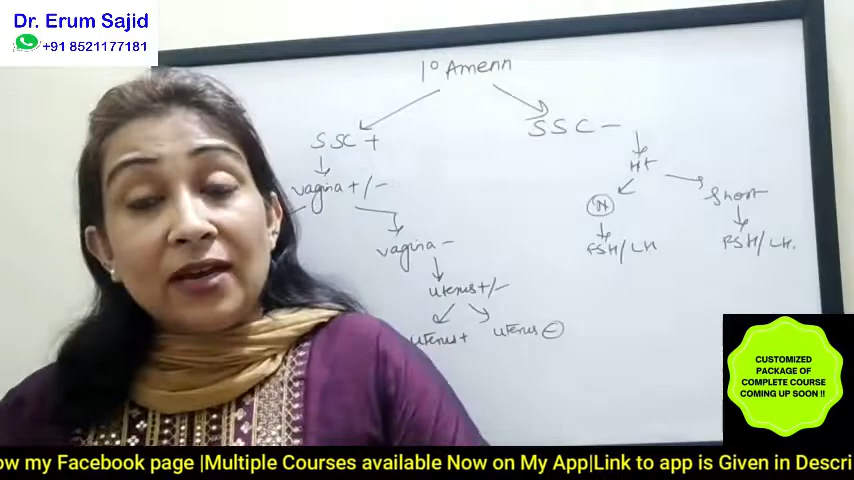 Dr. Erum Sajid
+91 8521177181
1° Amenn
SSC +
SSC -
vagina +/-
Ht
N
short
vagina -
FSH/LH
FSH/LH.
uterus +/-
uterus +
uterus -
CUSTOMIZED
PACKAGE OF
COMPLETE COURSE
COMING UP SOON !!
ow my Facebook page |Multiple Courses available Now on My App|Link to app is Given in Descri